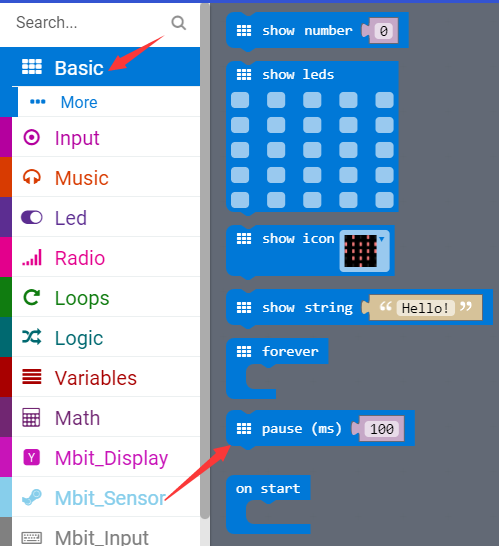 Search...
Basic
More
Input
Music
Led
Radio
Loops
Logic
Variables
Math
Mbit_Display
Mbit_Sensor
Mbit_Input
show number 0
show leds
show icon
show string “ Hello! ”
forever
pause (ms) 100
on start